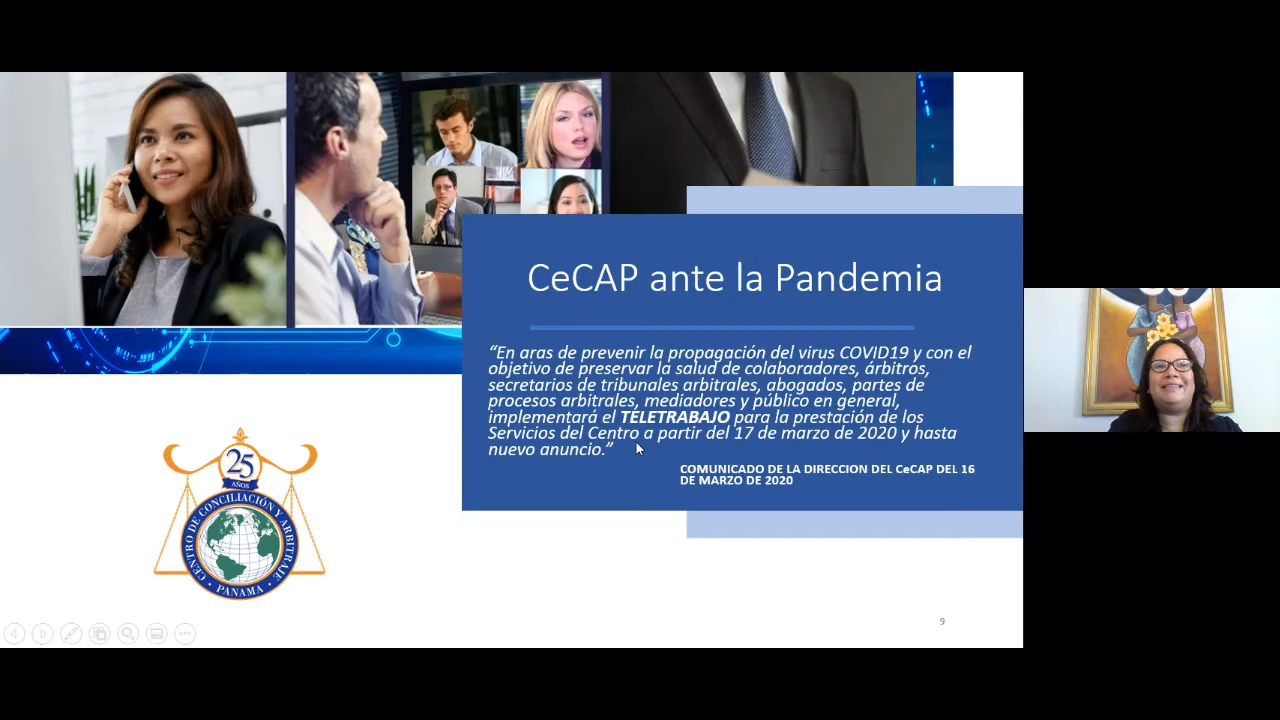 CeCAP ante la Pandemia
“En aras de prevenir la propagación del virus COVID19 y con el
objetivo de preservar la salud de colaboradores, árbitros,
secretarios de tribunales arbitrales, abogados, partes de
procesos arbitrales, mediadores y público en general,
implementará el TELETRABAJO para la prestación de los
Servicios del Centro a partir del 17 de marzo de 2020 y hasta
nuevo anuncio.”
COMUNICADO DE LA DIRECCION DEL CeCAP DEL 16
DE MARZO DE 2020
25
AÑOS
CENTRO DE CONCILIACIÓN Y ARBITRAJE
• PANAMA •
9